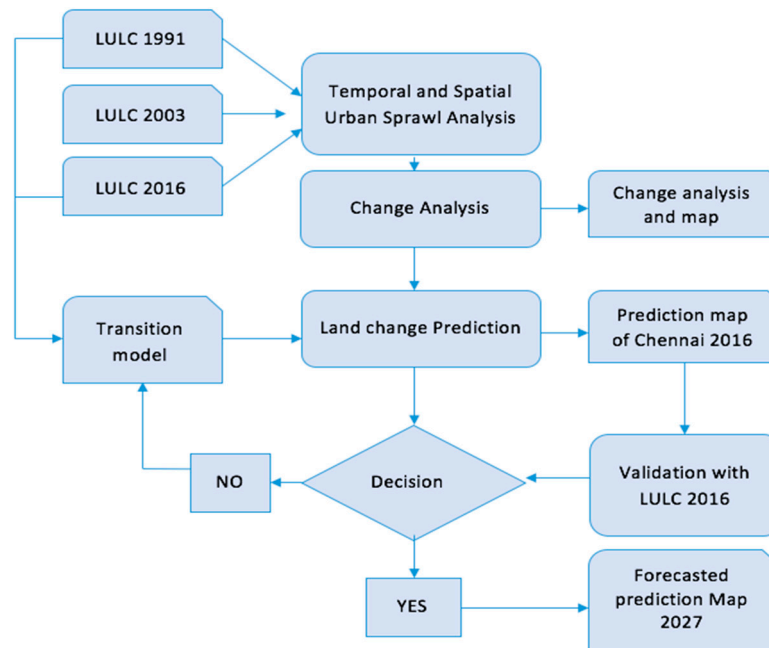 LULC 1991
LULC 2003
LULC 2016
Temporal and Spatial
Urban Sprawl Analysis
Change Analysis
Change analysis
and map
Transition
model
Land change Prediction
Prediction map
of Chennai 2016
NO
Decision
Validation with
LULC 2016
YES
Forecasted
prediction Map
2027